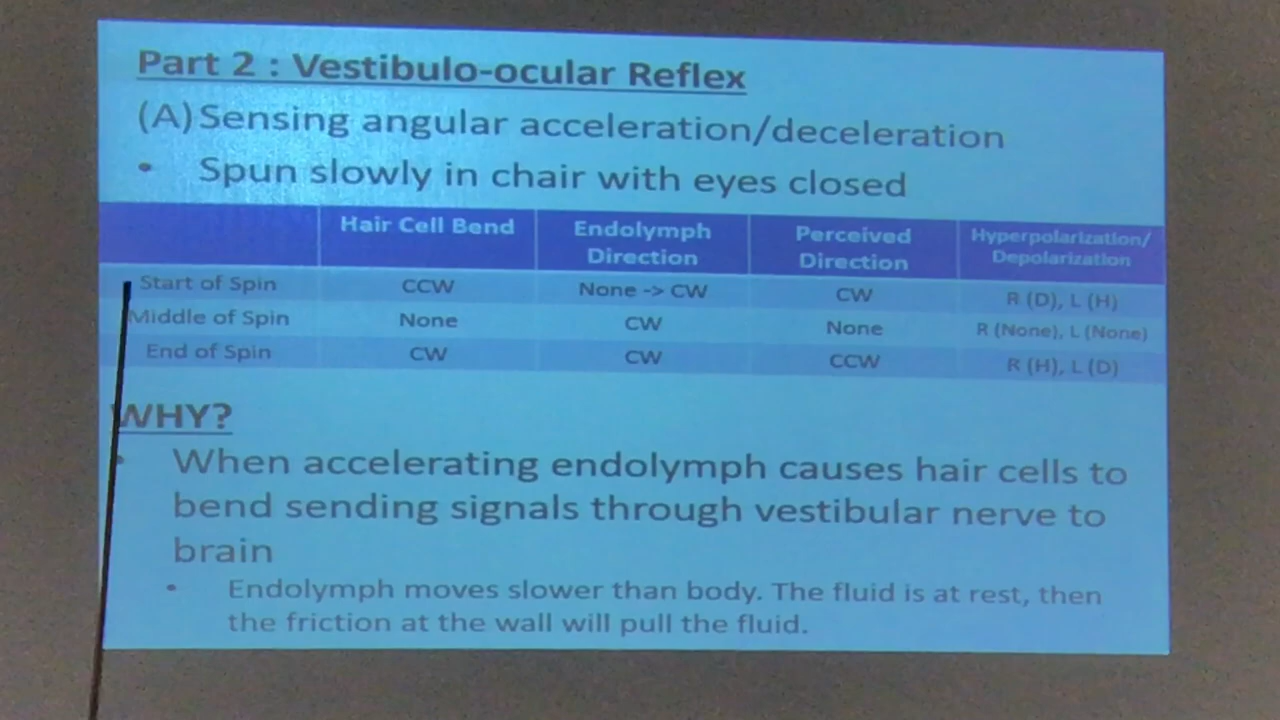 Part 2 : Vestibulo-ocular Reflex
(A) Sensing angular acceleration/deceleration
• Spun slowly in chair with eyes closed
Hair Cell Bend Endolymph Direction Perceived Direction Hyperpolarization/ Depolarization
Start of Spin CCW None -> CW CW R (D), L (H)
Middle of Spin None CW None R (None), L (None)
End of Spin CW CW CCW R (H), L (D)
WHY?
• When accelerating endolymph causes hair cells to
bend sending signals through vestibular nerve to
brain
• Endolymph moves slower than body. The fluid is at rest, then
the friction at the wall will pull the fluid.